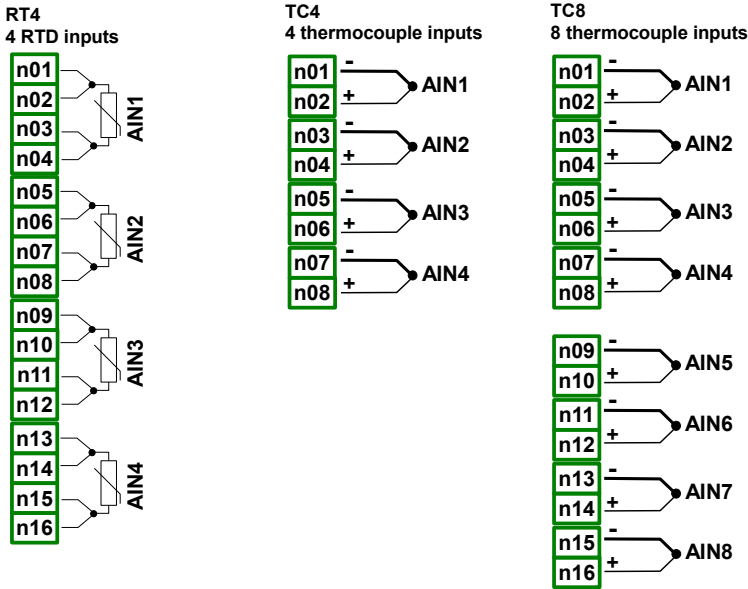 RT4
4 RTD inputs
n01
n02
n03
n04
AIN1
n05
n06
n07
n08
AIN2
n09
n10
n11
n12
AIN3
n13
n14
n15
n16
AIN4
TC4
4 thermocouple inputs
n01 -
n02 +
AIN1
n03 -
n04 +
AIN2
n05 -
n06 +
AIN3
n07 -
n08 +
AIN4
TC8
8 thermocouple inputs
n01 -
n02 +
AIN1
n03 -
n04 +
AIN2
n05 -
n06 +
AIN3
n07 -
n08 +
AIN4
n09 -
n10 +
AIN5
n11 -
n12 +
AIN6
n13 -
n14 +
AIN7
n15 -
n16 +
AIN8